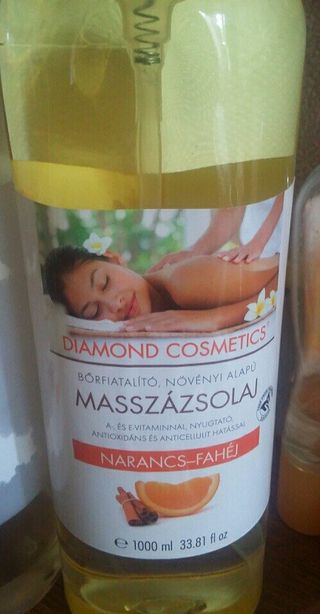 DIAMOND COSMETICS
BŐRFIATALÍTÓ, NÖVÉNYI ALAPÚ
MASSZÁZSOLAJ
A-, ÉS E-VITAMINNAL, NYUGTATÓ,
ANTIOXIDÁNS ÉS ANTICELLULIT HATÁSSAL
NARANCS–FAHÉJ
℮ 1000 ml 33.81 fl oz